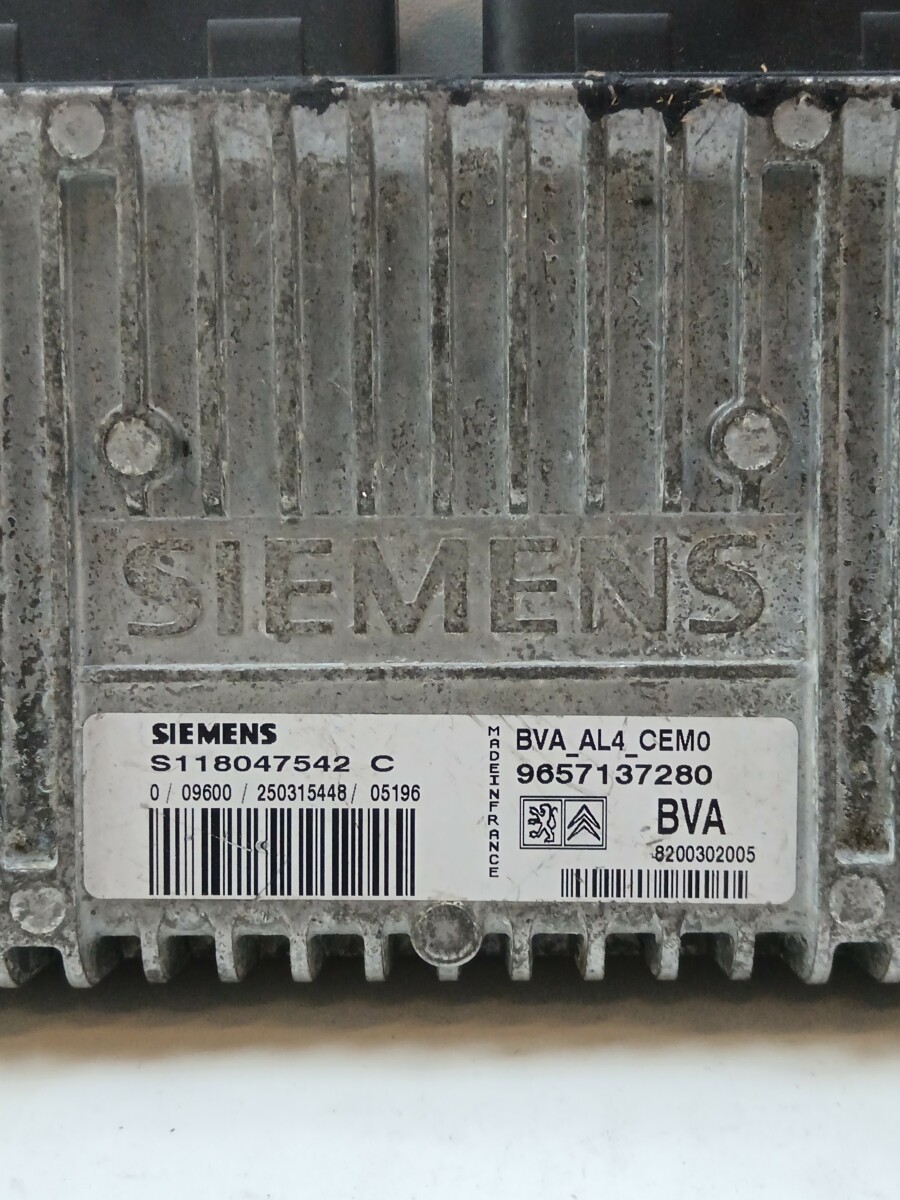 SIEMENS
SIEMENS
S118047542 C
0 / 09600 / 250315448 / 05196
MADEINFRANCE
BVA_AL4_CEM0
9657137280
BVA
8200302005